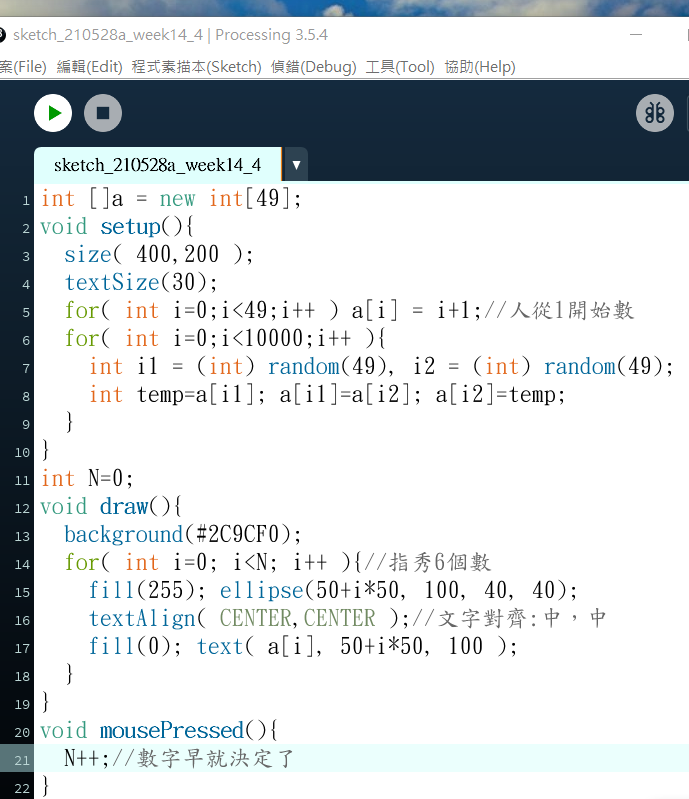 sketch_210528a_week14_4 | Processing 3.5.4
案(File) 編輯(Edit) 程式素描本(Sketch) 偵錯(Debug) 工具(Tool) 協助(Help)
sketch_210528a_week14_4 ▼
1 int []a = new int[49];
2 void setup(){
3   size( 400,200 );
4   textSize(30);
5   for( int i=0;i<49;i++ ) a[i] = i+1;//人從1開始數
6   for( int i=0;i<10000;i++ ){
7     int i1 = (int) random(49), i2 = (int) random(49);
8     int temp=a[i1]; a[i1]=a[i2]; a[i2]=temp;
9   }
10 }
11 int N=0;
12 void draw(){
13   background(#2C9CF0);
14   for( int i=0; i<N; i++ ){//指秀6個數
15     fill(255); ellipse(50+i*50, 100, 40, 40);
16     textAlign( CENTER,CENTER );//文字對齊:中，中
17     fill(0); text( a[i], 50+i*50, 100 );
18   }
19 }
20 void mousePressed(){
21   N++;//數字早就決定了
22 }